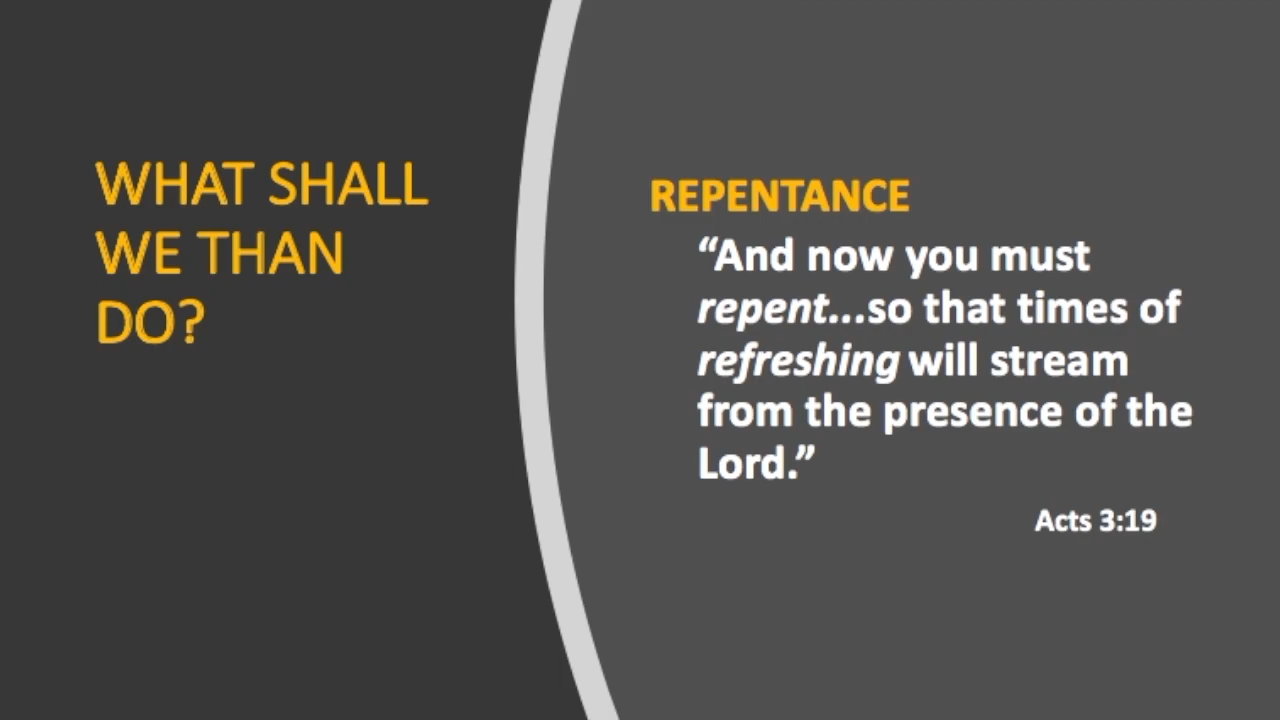 WHAT SHALL
WE THAN
DO?
REPENTANCE
“And now you must
repent...so that times of
refreshing will stream
from the presence of the
Lord.”
Acts 3:19